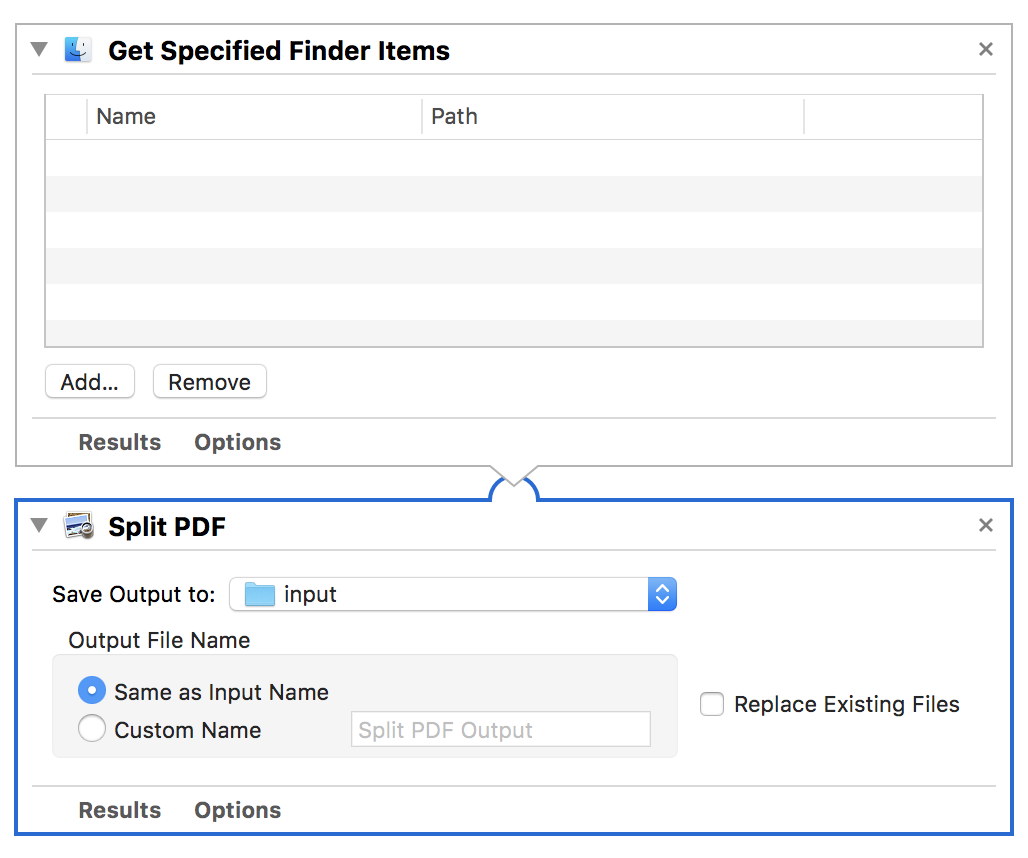 Get Specified Finder Items
Name Path
Add... Remove
Results Options
Split PDF
Save Output to: input
Output File Name
Same as Input Name
Replace Existing Files
Custom Name Split PDF Output
Results Options